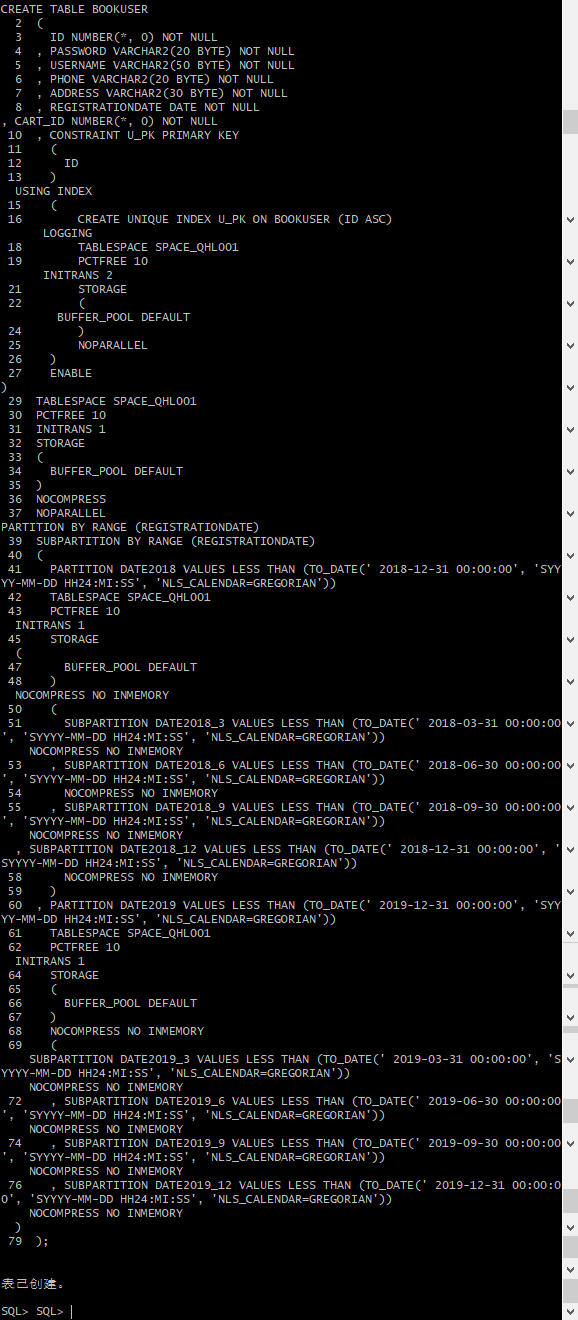 CREATE TABLE BOOKUSER
  2  (
  3    ID NUMBER(*, 0) NOT NULL
  4  , PASSWORD VARCHAR2(20 BYTE) NOT NULL
  5  , USERNAME VARCHAR2(50 BYTE) NOT NULL
  6  , PHONE VARCHAR2(20 BYTE) NOT NULL
  7  , ADDRESS VARCHAR2(30 BYTE) NOT NULL
  8  , REGISTRATIONDATE DATE NOT NULL
, CART_ID NUMBER(*, 0) NOT NULL
 10  , CONSTRAINT U_PK PRIMARY KEY
 11    (
 12      ID
 13    )
  USING INDEX
 15    (
 16        CREATE UNIQUE INDEX U_PK ON BOOKUSER (ID ASC)
      LOGGING
 18        TABLESPACE SPACE_QHL001
 19        PCTFREE 10
      INITRANS 2
 21        STORAGE
 22        (
        BUFFER_POOL DEFAULT
 24        )
 25        NOPARALLEL
 26    )
 27    ENABLE
)
 29  TABLESPACE SPACE_QHL001
 30  PCTFREE 10
 31  INITRANS 1
 32  STORAGE
 33  (
 34    BUFFER_POOL DEFAULT
 35  )
 36  NOCOMPRESS
 37  NOPARALLEL
PARTITION BY RANGE (REGISTRATIONDATE)
 39  SUBPARTITION BY RANGE (REGISTRATIONDATE)
 40  (
 41    PARTITION DATE2018 VALUES LESS THAN (TO_DATE(' 2018-12-31 00:00:00', 'SYY
YY-MM-DD HH24:MI:SS', 'NLS_CALENDAR=GREGORIAN'))
 42    TABLESPACE SPACE_QHL001
 43    PCTFREE 10
  INITRANS 1
 45    STORAGE
  (
 47      BUFFER_POOL DEFAULT
 48    )
  NOCOMPRESS NO INMEMORY
 50    (
 51      SUBPARTITION DATE2018_3 VALUES LESS THAN (TO_DATE(' 2018-03-31 00:00:00
', 'SYYYY-MM-DD HH24:MI:SS', 'NLS_CALENDAR=GREGORIAN'))
    NOCOMPRESS NO INMEMORY
 53    , SUBPARTITION DATE2018_6 VALUES LESS THAN (TO_DATE(' 2018-06-30 00:00:00
', 'SYYYY-MM-DD HH24:MI:SS', 'NLS_CALENDAR=GREGORIAN'))
 54      NOCOMPRESS NO INMEMORY
 55    , SUBPARTITION DATE2018_9 VALUES LESS THAN (TO_DATE(' 2018-09-30 00:00:00
', 'SYYYY-MM-DD HH24:MI:SS', 'NLS_CALENDAR=GREGORIAN'))
    NOCOMPRESS NO INMEMORY
  , SUBPARTITION DATE2018_12 VALUES LESS THAN (TO_DATE(' 2018-12-31 00:00:00', '
SYYYY-MM-DD HH24:MI:SS', 'NLS_CALENDAR=GREGORIAN'))
 58      NOCOMPRESS NO INMEMORY
 59    )
 60  , PARTITION DATE2019 VALUES LESS THAN (TO_DATE(' 2019-12-31 00:00:00', 'SYY
YY-MM-DD HH24:MI:SS', 'NLS_CALENDAR=GREGORIAN'))
 61    TABLESPACE SPACE_QHL001
 62    PCTFREE 10
  INITRANS 1
 64    STORAGE
 65    (
 66      BUFFER_POOL DEFAULT
 67    )
 68    NOCOMPRESS NO INMEMORY
 69    (
    SUBPARTITION DATE2019_3 VALUES LESS THAN (TO_DATE(' 2019-03-31 00:00:00', 'S
YYYY-MM-DD HH24:MI:SS', 'NLS_CALENDAR=GREGORIAN'))
    NOCOMPRESS NO INMEMORY
 72    , SUBPARTITION DATE2019_6 VALUES LESS THAN (TO_DATE(' 2019-06-30 00:00:00
', 'SYYYY-MM-DD HH24:MI:SS', 'NLS_CALENDAR=GREGORIAN'))
    NOCOMPRESS NO INMEMORY
 74    , SUBPARTITION DATE2019_9 VALUES LESS THAN (TO_DATE(' 2019-09-30 00:00:00
', 'SYYYY-MM-DD HH24:MI:SS', 'NLS_CALENDAR=GREGORIAN'))
    NOCOMPRESS NO INMEMORY
 76    , SUBPARTITION DATE2019_12 VALUES LESS THAN (TO_DATE(' 2019-12-31 00:00:0
0', 'SYYYY-MM-DD HH24:MI:SS', 'NLS_CALENDAR=GREGORIAN'))
    NOCOMPRESS NO INMEMORY
  )
 79  );
表已创建。
SQL> SQL>